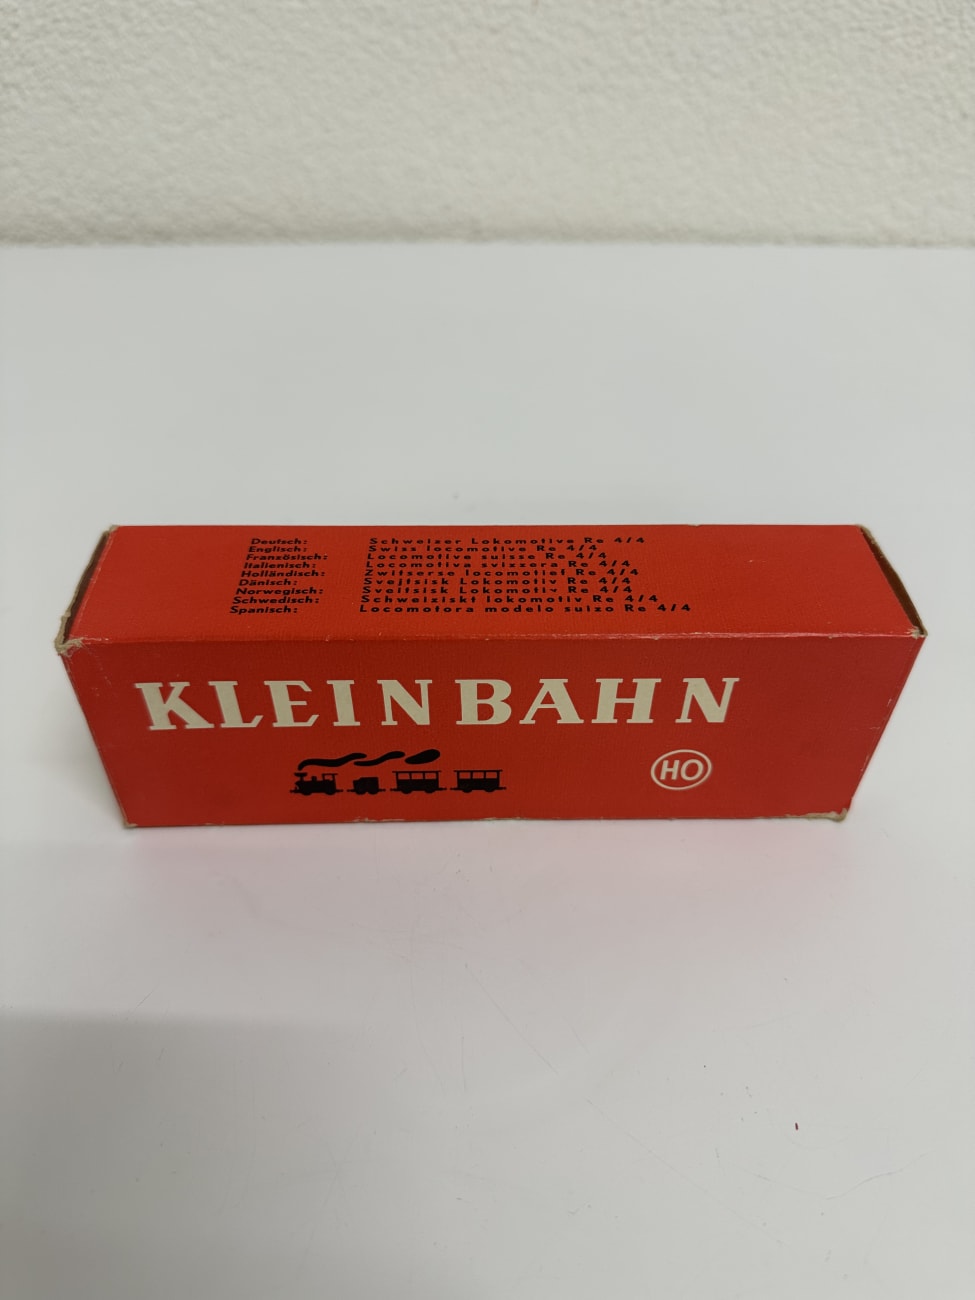 Deutsch: Schweizer Lokomotive Re 4/4
Englisch: Swiss locomotive Re 4/4
Französisch: Locomotive suisse Re 4/4
Italienisch: Locomotiva svizzera Re 4/4
Holländisch: Zwitserse locomotief Re 4/4
Dänisch: Svejtsisk Lokomotiv Re 4/4
Norwegisch: Sveitsisk Lokomotiv Re 4/4
Schwedisch: Schweiziskt lokomotiv Re 4/4
Spanisch: Locomotora modelo suizo Re 4/4
KLEINBAHN
HO